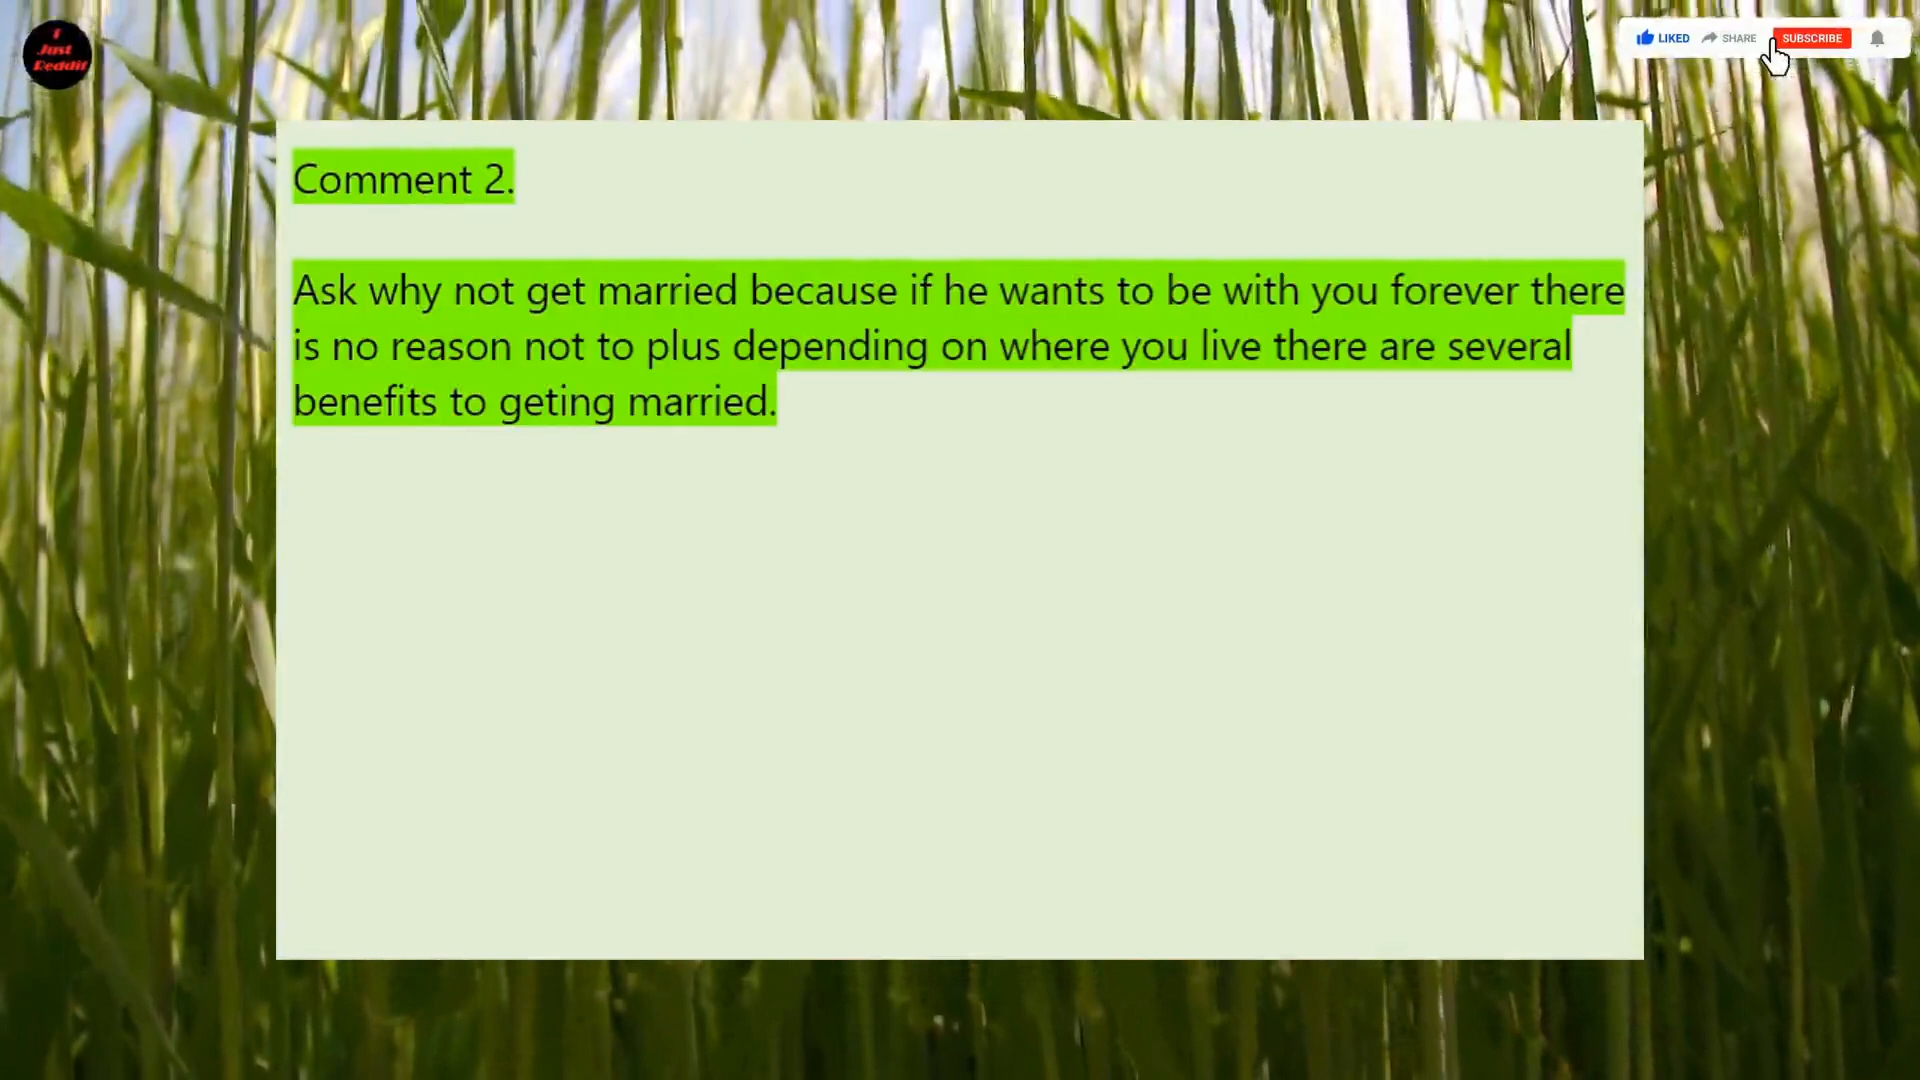 I
Just
Reddit
LIKED SHARE SUBSCRIBE
Comment 2.
Ask why not get married because if he wants to be with you forever there
is no reason not to plus depending on where you live there are several
benefits to geting married.